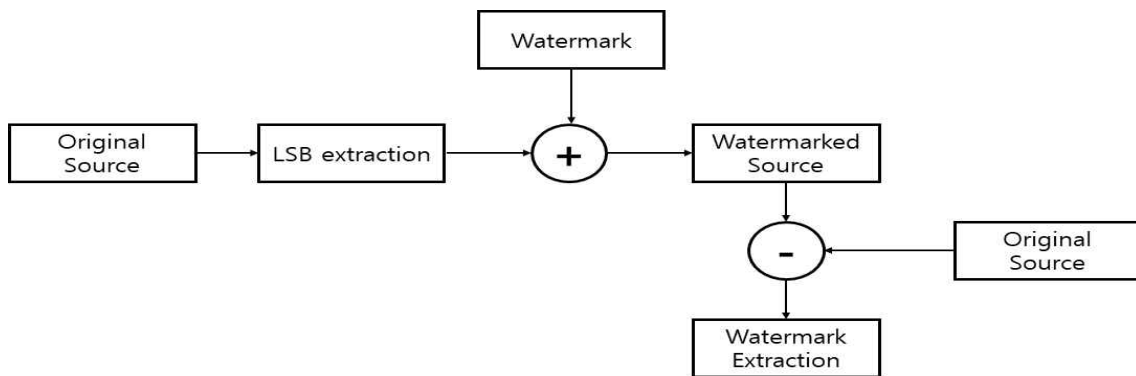 Watermark
Original
Source
LSB extraction
+
Watermarked
Source
-
Original
Source
Watermark
Extraction